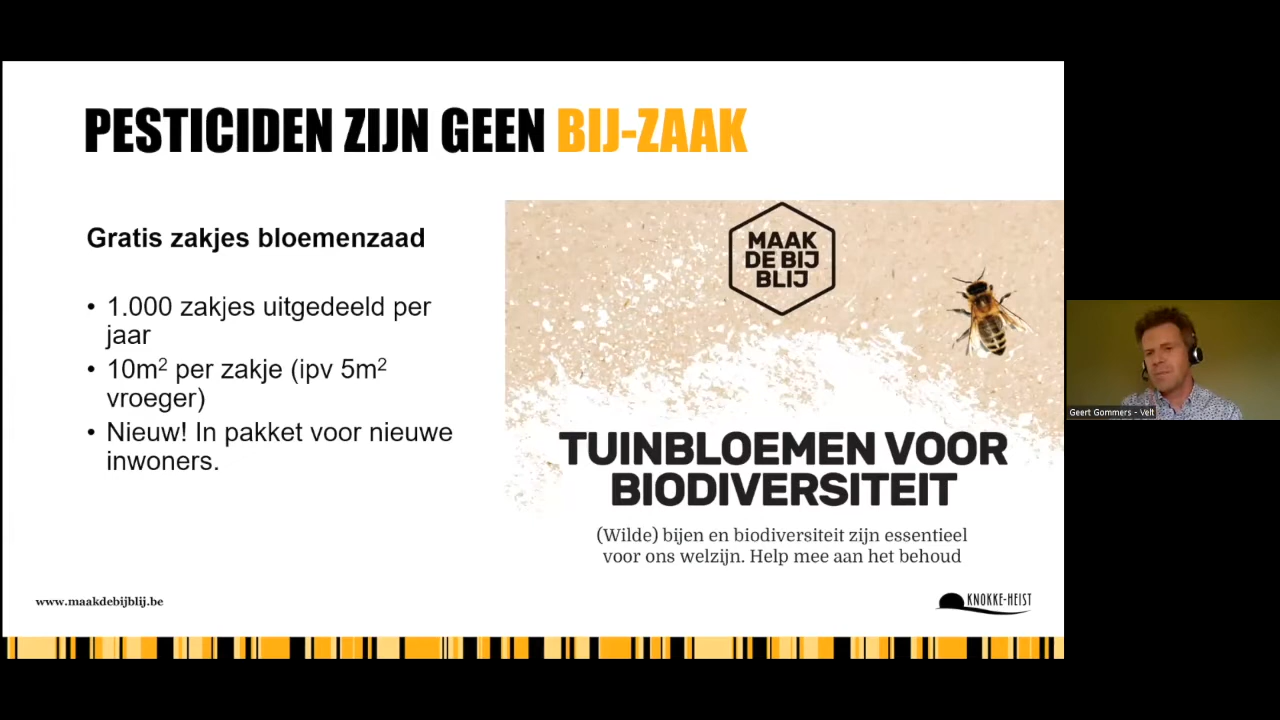 PESTICIDEN ZIJN GEEN BIJ-ZAAK
Gratis zakjes bloemenzaad
• 1.000 zakjes uitgedeeld per
jaar
• 10m² per zakje (ipv 5m²
vroeger)
• Nieuw! In pakket voor nieuwe
inwoners.
MAAK
DE BIJ
BLIJ
TUINBLOEMEN VOOR
BIODIVERSITEIT
(Wilde) bijen en biodiversiteit zijn essentieel
voor ons welzijn. Help mee aan het behoud
www.maakdebijblij.be
KNOKKE-HEIST
Geert Gommers - Velt